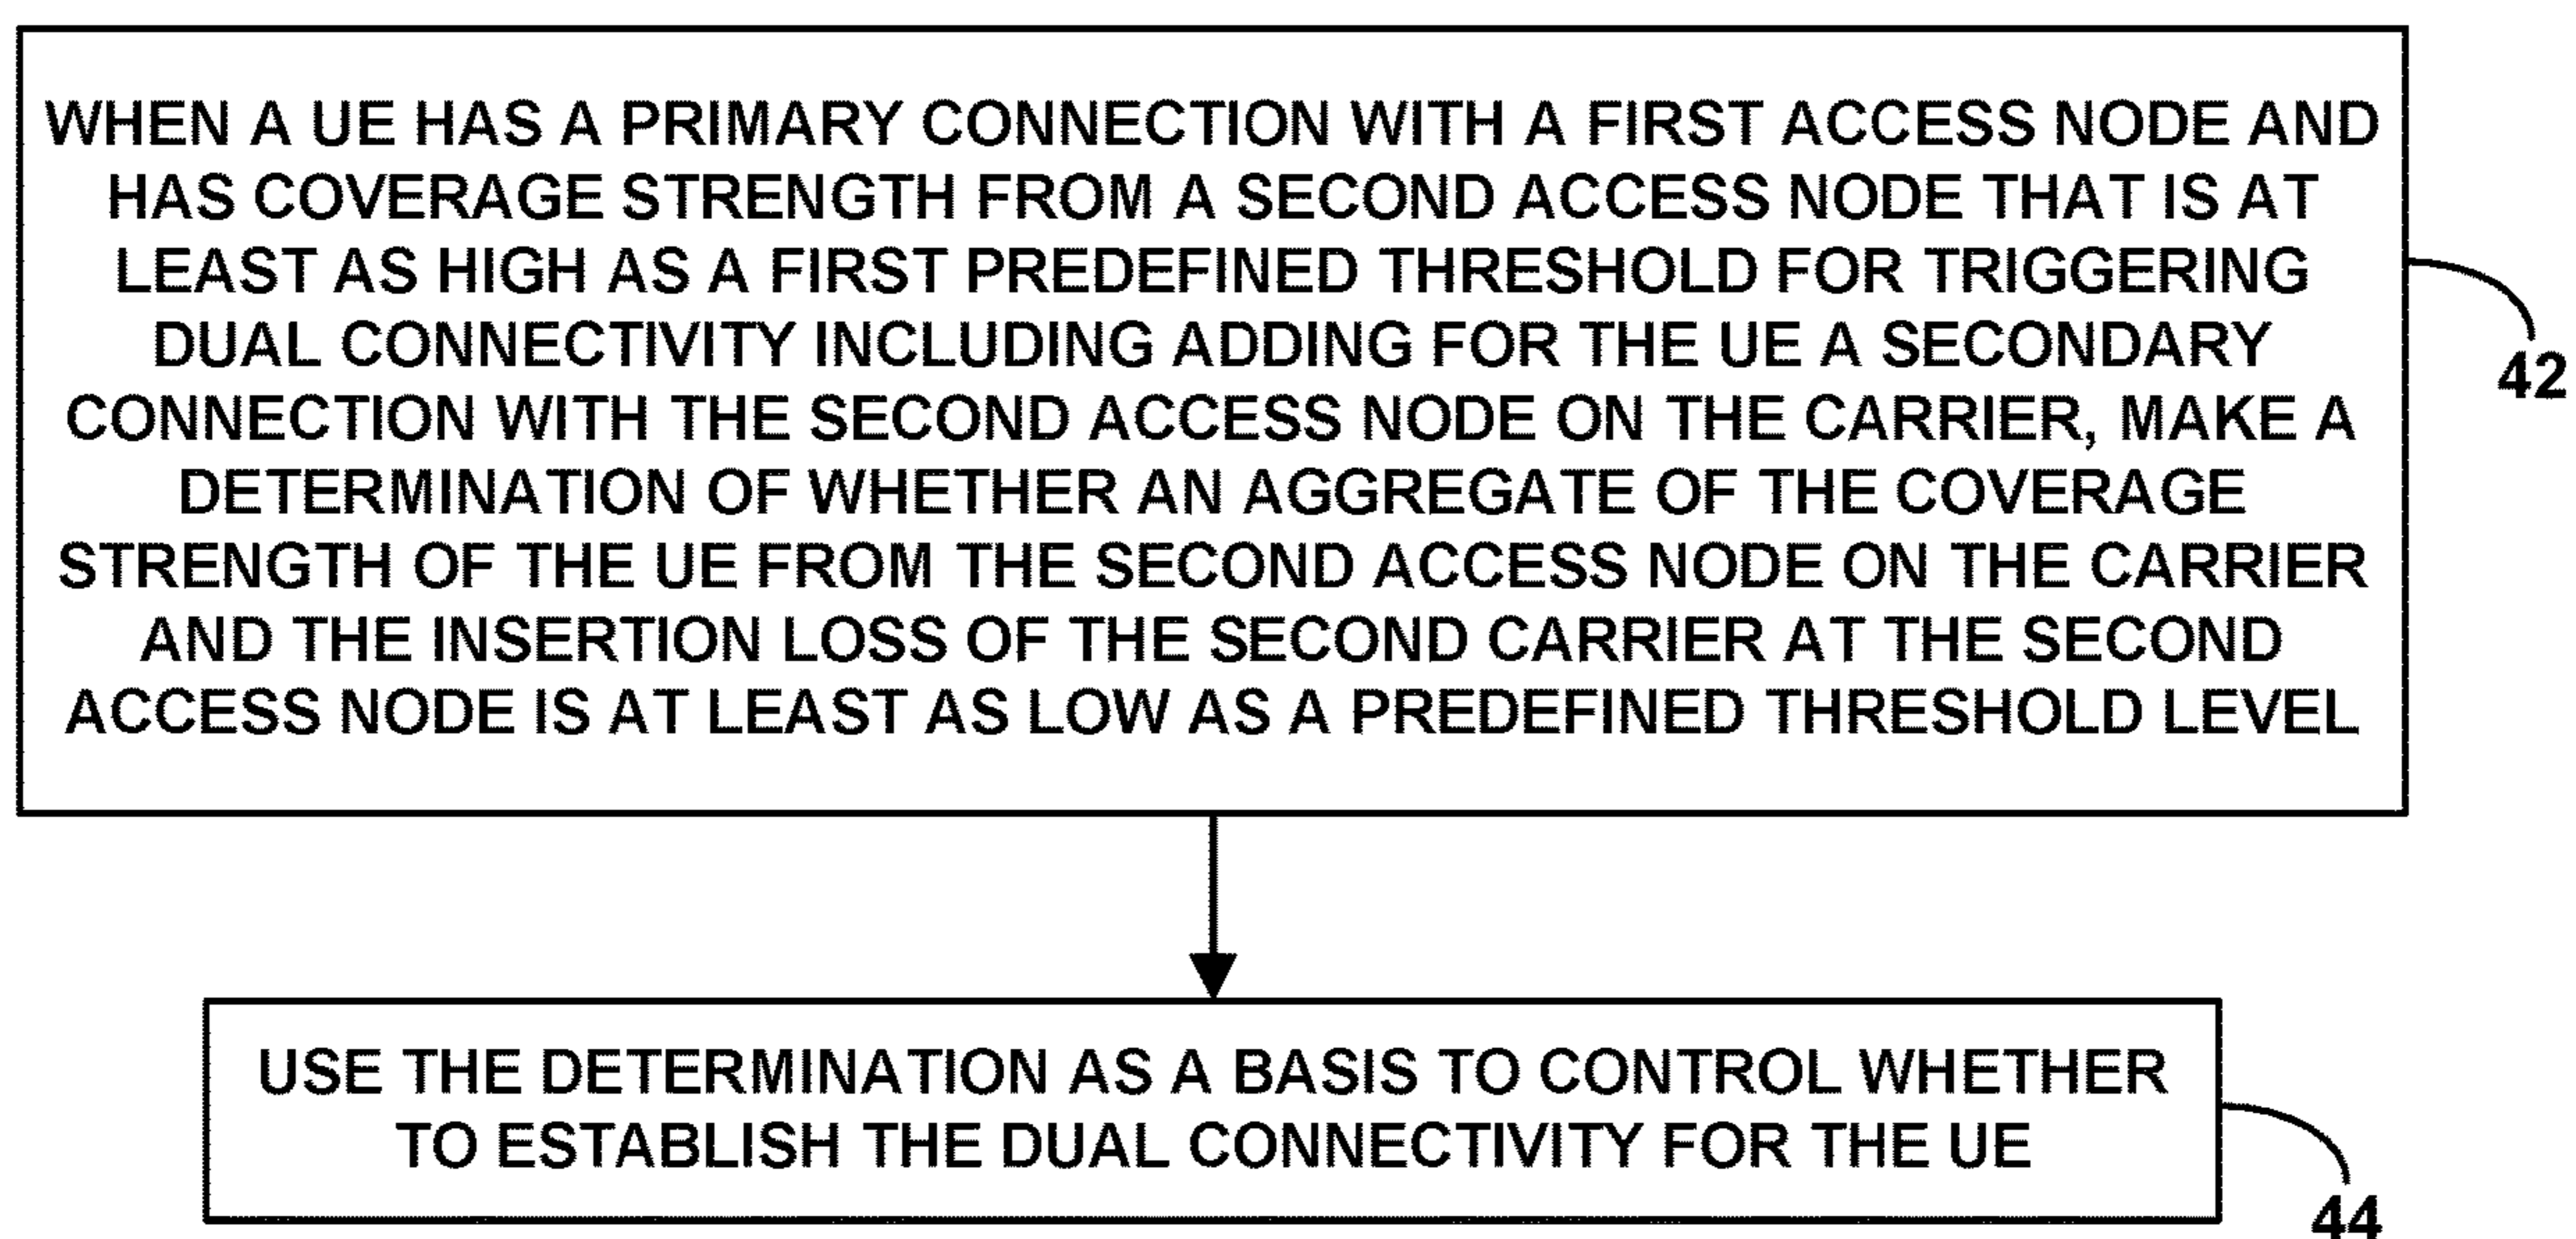 WHEN A UE HAS A PRIMARY CONNECTION WITH A FIRST ACCESS NODE AND
HAS COVERAGE STRENGTH FROM A SECOND ACCESS NODE THAT IS AT
LEAST AS HIGH AS A FIRST PREDEFINED THRESHOLD FOR TRIGGERING
DUAL CONNECTIVITY INCLUDING ADDING FOR THE UE A SECONDARY
CONNECTION WITH THE SECOND ACCESS NODE ON THE CARRIER, MAKE A
DETERMINATION OF WHETHER AN AGGREGATE OF THE COVERAGE
STRENGTH OF THE UE FROM THE SECOND ACCESS NODE ON THE CARRIER
AND THE INSERTION LOSS OF THE SECOND CARRIER AT THE SECOND
ACCESS NODE IS AT LEAST AS LOW AS A PREDEFINED THRESHOLD LEVEL
42
USE THE DETERMINATION AS A BASIS TO CONTROL WHETHER
TO ESTABLISH THE DUAL CONNECTIVITY FOR THE UE
44